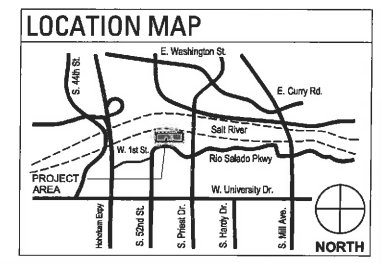 LOCATION MAP
E. Washington St.
S. 44th St.
E. Curry Rd.
Salt River
W. 1st St.
Rio Salado Pkwy
PROJECT
AREA
W. University Dr.
Hohokam Expy
S. 52nd St.
S. Priest Dr.
S. Hardy Dr.
S. Mill Ave.
NORTH